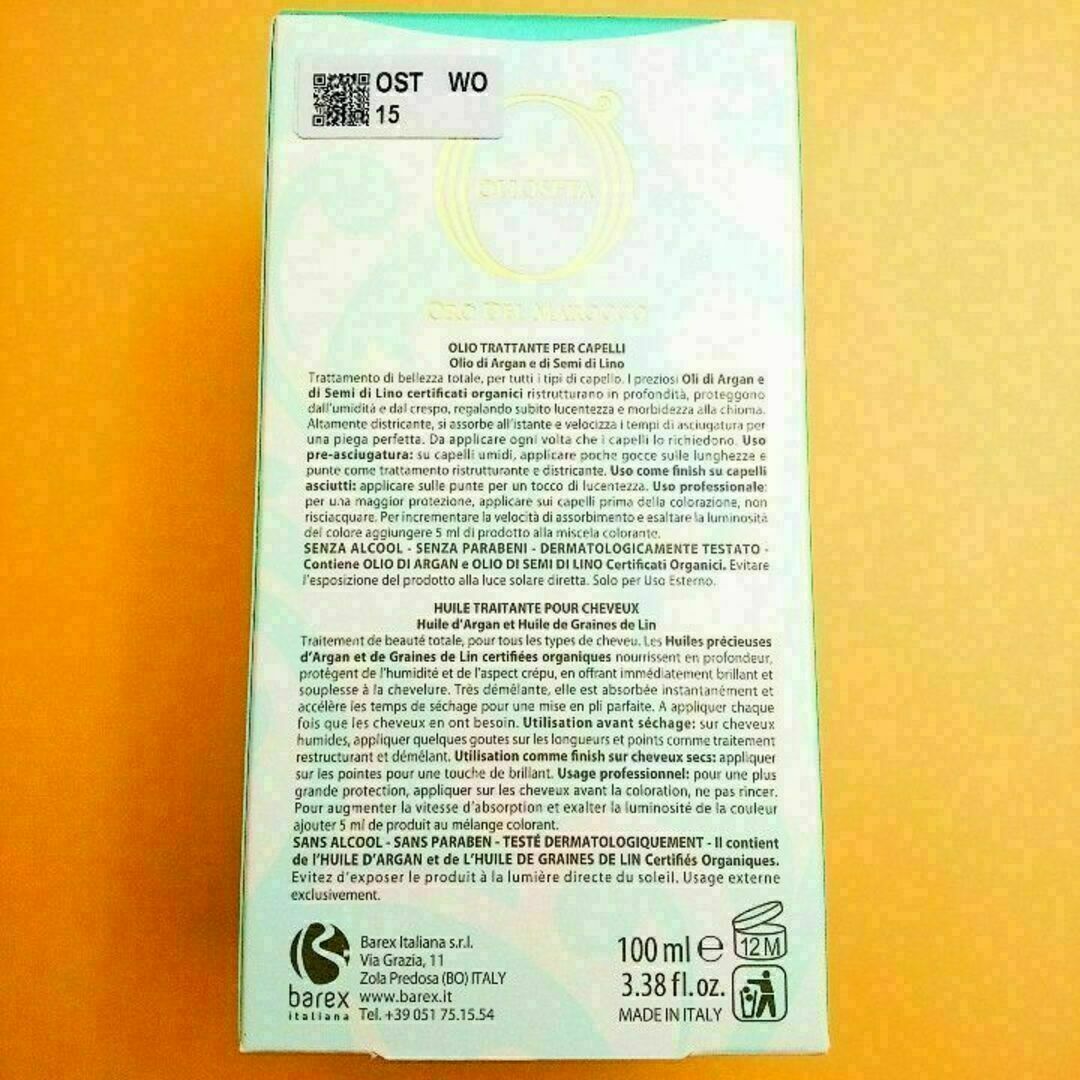 OST WO
15
OLIOSETA
ORO DEL MAROCCO
OLIO TRATTANTE PER CAPELLI
Olio di Argan e di Semi di Lino
Trattamento di bellezza totale, per tutti i tipi di capello. I preziosi Oli di Argan e
di Semi di Lino certificati organici ristrutturano in profondità, proteggono
dall'umidità e dal crespo, regalando subito lucentezza e morbidezza alla chioma.
Altamente districante, si assorbe all'istante e velocizza i tempi di asciugatura per
una piega perfetta. Da applicare ogni volta che i capelli lo richiedono. Uso
pre-asciugatura: su capelli umidi, applicare poche gocce sulle lunghezze e
punte come trattamento ristrutturante e districante. Uso come finish su capelli
asciutti: applicare sulle punte per un tocco di lucentezza. Uso professionale:
per una maggior protezione, applicare sui capelli prima della colorazione, non
risciacquare. Per incrementare la velocità di assorbimento e esaltare la luminosità
del colore aggiungere 5 ml di prodotto alla miscela colorante.
SENZA ALCOOL - SENZA PARABENI - DERMATOLOGICAMENTE TESTATO -
Contiene OLIO DI ARGAN e OLIO DI SEMI DI LINO Certificati Organici. Evitare
l'esposizione del prodotto alla luce solare diretta. Solo per Uso Esterno.
HUILE TRAITANTE POUR CHEVEUX
Huile d'Argan et Huile de Graines de Lin
Traitement de beauté totale, pour tous les types de cheveu. Les Huiles précieuses
d'Argan et de Graines de Lin certifiées organiques nourrissent en profondeur,
protégent de l'humidité et de l'aspect crépu, en offrant immédiatement brillant et
souplesse à la chevelure. Très démêlante, elle est absorbée instantanément et
accélère les temps de séchage pour une mise en pli parfaite. A appliquer chaque
fois que les cheveux en ont besoin. Utilisation avant séchage: sur cheveux
humides, appliquer quelques goutes sur les longueurs et points comme traitement
restructurant et démêlant. Utilisation comme finish sur cheveux secs: appliquer
sur les pointes pour une touche de brillant. Usage professionnel: pour une plus
grande protection, appliquer sur les cheveux avant la coloration, ne pas rincer.
Pour augmenter la vitesse d'absorption et exalter la luminosité de la couleur
ajouter 5 ml de produit au mélange colorant.
SANS ALCOOL - SANS PARABEN - TESTÉ DERMATOLOGIQUEMENT - Il contient
de l'HUILE D'ARGAN et de L'HUILE DE GRAINES DE LIN Certifiés Organiques.
Evitez d'exposer le produit à la lumière directe du soleil. Usage externe
exclusivement.
barex
italiana
Barex Italiana s.r.l.
Via Grazia, 11
Zola Predosa (BO) ITALY
www.barex.it
Tel. +39 051 75.15.54
100 ml e
3.38 fl. oz.
MADE IN ITALY
12 M